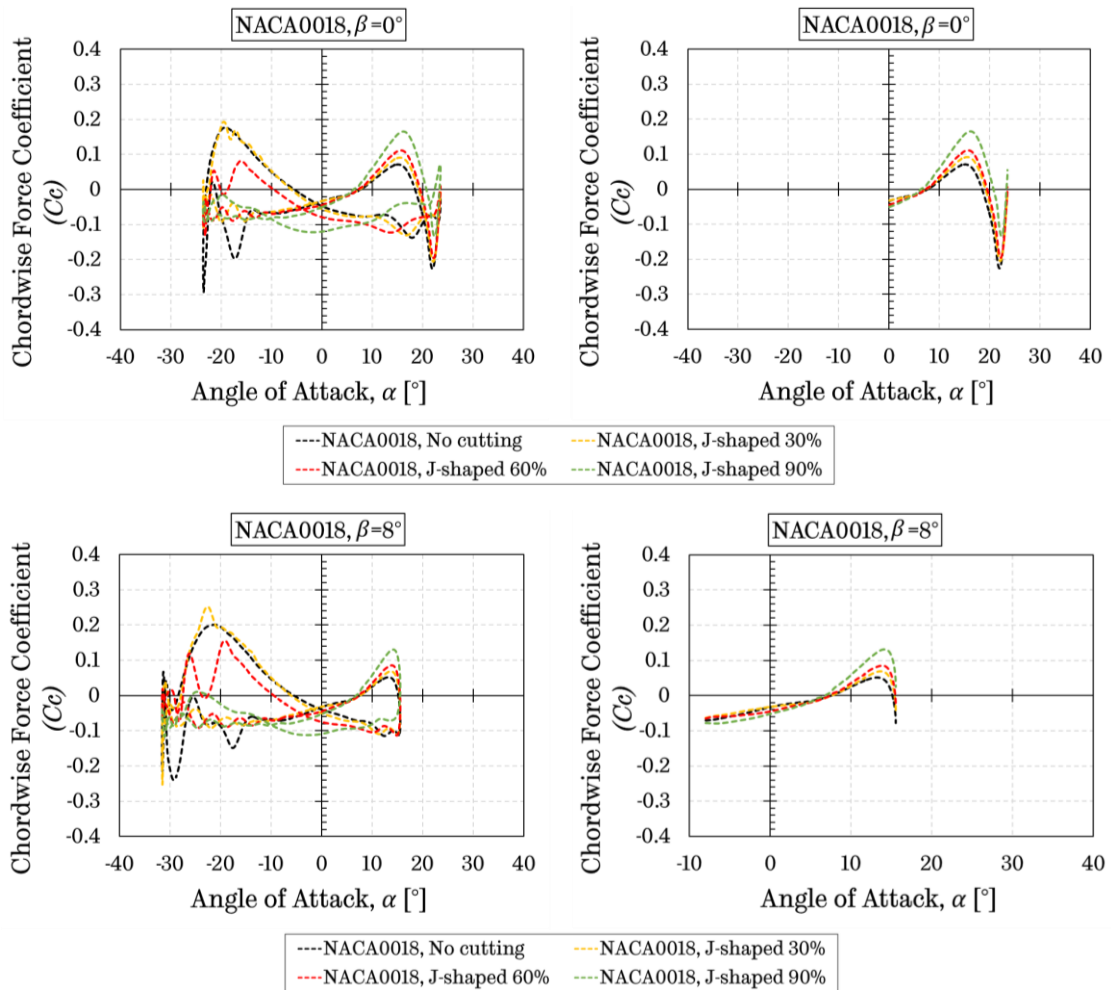 NACA0018, β=0°
NACA0018, β=0°
Chordwise Force Coefficient
(Cc)
0.4
0.3
0.2
0.1
0
-0.1
-0.2
-0.3
-0.4
-40 -30 -20 -10 0 10 20 30 40
Angle of Attack, α [°]
Chordwise Force Coefficient
(Cc)
0.4
0.3
0.2
0.1
0
-0.1
-0.2
-0.3
-0.4
-40 -30 -20 -10 0 10 20 30 40
Angle of Attack, α [°]
NACA0018, No cutting NACA0018, J-shaped 30%
NACA0018, J-shaped 60% NACA0018, J-shaped 90%
NACA0018, β=8°
NACA0018, β=8°
Chordwise Force Coefficient
(Cc)
0.4
0.3
0.2
0.1
0
-0.1
-0.2
-0.3
-0.4
-40 -30 -20 -10 0 10 20 30 40
Angle of Attack, α [°]
Chordwise Force Coefficient
(Cc)
0.4
0.3
0.2
0.1
0
-0.1
-0.2
-0.3
-0.4
-10 0 10 20 30 40
Angle of Attack, α [°]
NACA0018, No cutting NACA0018, J-shaped 30%
NACA0018, J-shaped 60% NACA0018, J-shaped 90%